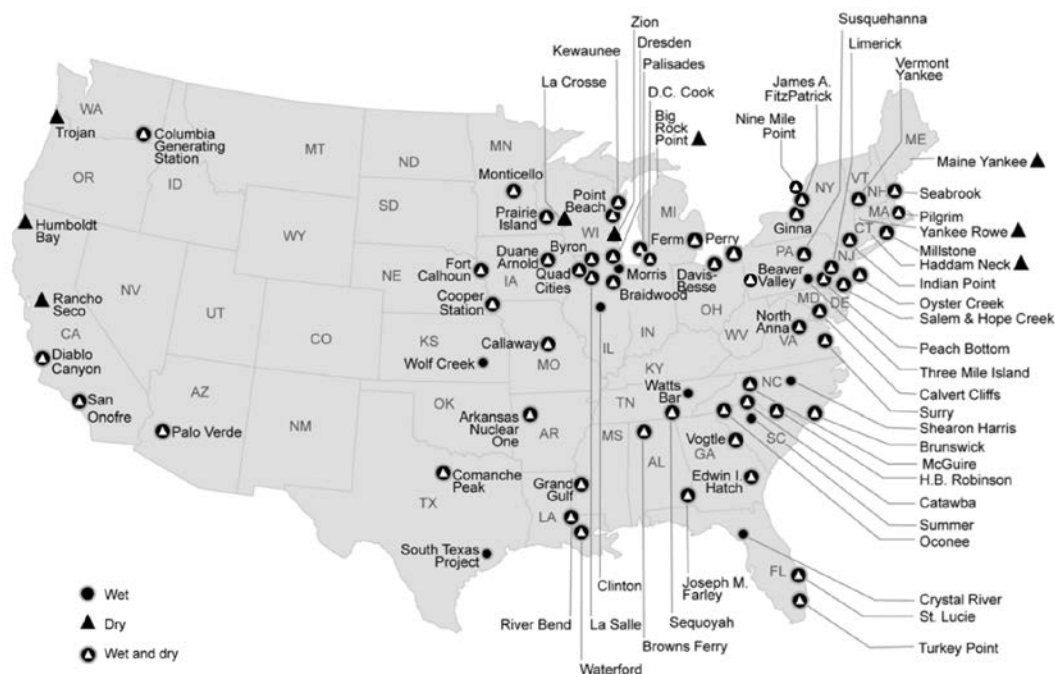 Susquehanna
Zion
Limerick
Dresden
Kewaunee
Palisades
Vermont
Yankee
La Crosse
D.C. Cook
James A.
FitzPatrick
Big
Rock
Point
Nine Mile
Point
WA
Trojan
Columbia
Generating
Station
MT
ND
MN
ME
Maine Yankee
OR
ID
Monticello
VT
NY
NH
Seabrook
SD
Prairie
Island
Point
Beach
WI
MI
MA
Pilgrim
Humboldt
Bay
Ginna
CT
Yankee Rowe
WY
Byron
Ferm
Perry
Millstone
Duane
Arnold
PA
NJ
Haddam Neck
Fort
Calhoun
Quad
Cities
Morris
Davis-
Besse
Beaver
Valley
Indian Point
NE
IA
Braidwood
Oyster Creek
Rancho
Seco
NV
Cooper
Station
OH
MD
DE
Salem & Hope Creek
UT
North
Anna
CA
CO
KS
Callaway
IL
IN
WV
VA
Peach Bottom
Diablo
Canyon
Wolf Creek
MO
KY
Three Mile Island
Watts
Bar
NC
Calvert Cliffs
San
Onofre
AZ
OK
TN
Surry
Arkansas
Nuclear
One
Shearon Harris
Palo Verde
NM
AR
MS
Vogtle
GA
SC
Brunswick
AL
McGuire
Comanche
Peak
Grand
Gulf
Edwin I.
Hatch
H.B. Robinson
TX
Catawba
LA
Summer
Oconee
South Texas
Project
FL
Clinton
Joseph M.
Farley
Crystal River
Wet
St. Lucie
Dry
River Bend
La Salle
Sequoyah
Wet and dry
Browns Ferry
Turkey Point
Waterford